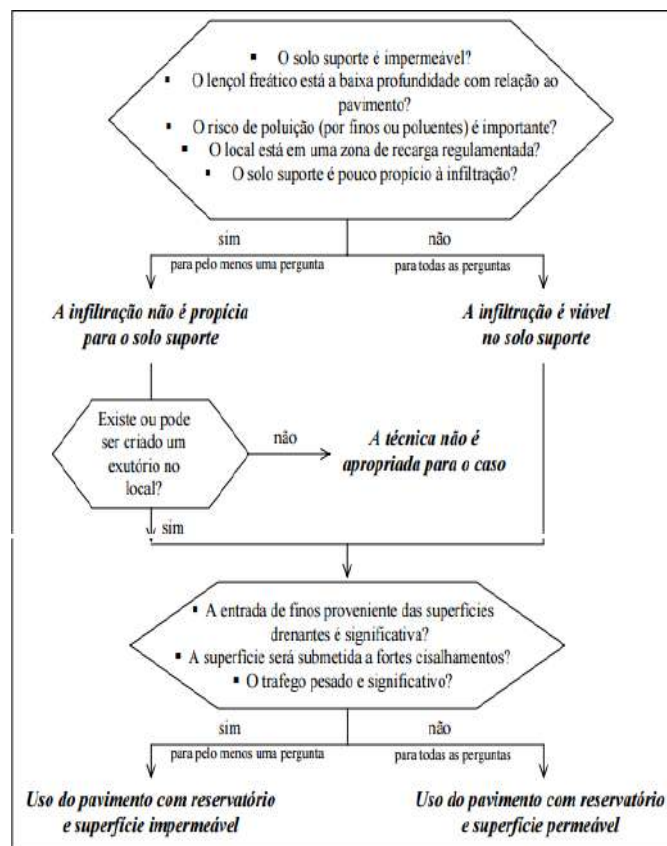 ▪ O solo suporte é impermeável?
▪ O lençol freático está a baixa profundidade com relação ao
pavimento?
▪ O risco de poluição (por finos ou poluentes) é importante?
▪ O local está em uma zona de recarga regulamentada?
▪ O solo suporte é pouco propício à infiltração?
sim
não
para pelo menos uma pergunta
para todas as perguntas
A infiltração não é propícia
para o solo suporte
A infiltração é viável
no solo suporte
Existe ou pode
ser criado um
exutório no
local?
não
A técnica não é
apropriada para o caso
sim
▪ A entrada de finos proveniente das superfícies
drenantes é significativa?
▪ A superfície será submetida a fortes cisalhamentos?
▪ O trafego pesado e significativo?
sim
não
para pelo menos uma pergunta
para todas as perguntas
Uso do pavimento com reservatório
e superfície impermeável
Uso do pavimento com reservatório
e superfície permeável